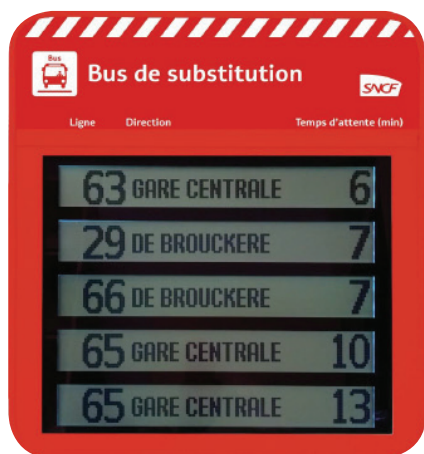 Bus
Bus de substitution
SNCF
Ligne Direction Temps d'attente (min)
63 GARE CENTRALE 6
29 DE BROUCKERE 7
66 DE BROUCKERE 7
65 GARE CENTRALE 10
65 GARE CENTRALE 13